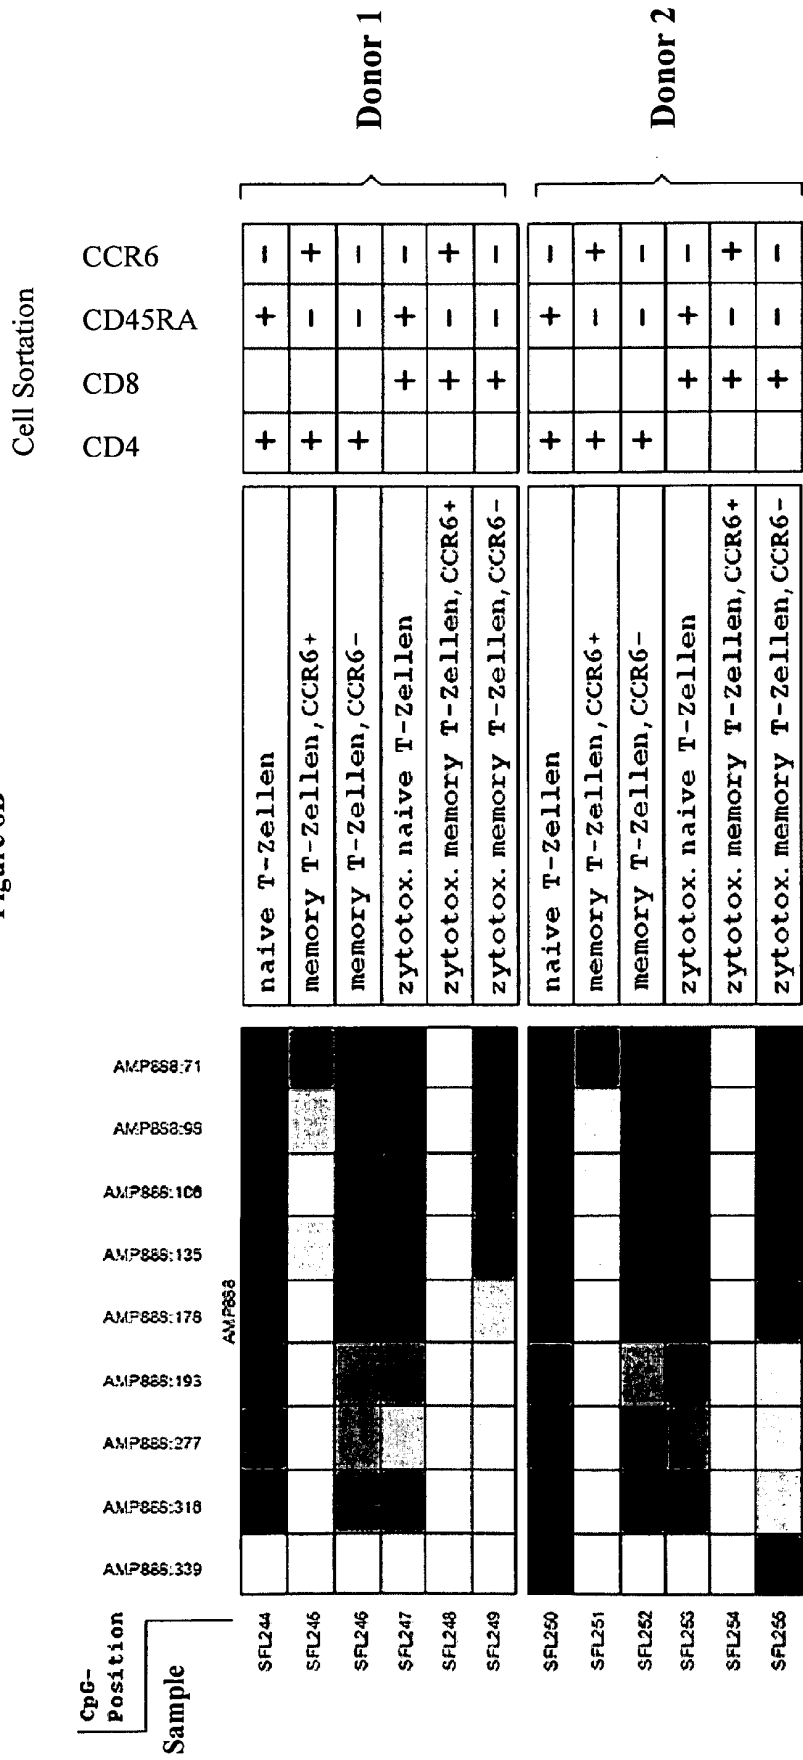 Cell Sortation
CD4
CD8
CD45RA
CCR6
CpG-
Position
Sample
AMP888:339
AMP888:318
AMP888:277
AMP888:193
AMP888:178
AMP888:135
AMP888:106
AMP888:71
AMP888
SFL244
naive T-Zellen
+
+
−
SFL245
memory T-Zellen,CCR6+
+
−
+
SFL246
memory T-Zellen,CCR6-
+
−
−
SFL247
zytotox. naive T-Zellen
+
+
−
SFL248
zytotox. memory T-Zellen,CCR6+
+
−
+
SFL249
zytotox. memory T-Zellen,CCR6-
+
−
−
Donor 1
SFL250
naive T-Zellen
+
+
−
SFL251
memory T-Zellen,CCR6+
+
−
+
SFL252
memory T-Zellen,CCR6-
+
−
−
SFL253
zytotox. naive T-Zellen
+
+
−
SFL254
zytotox. memory T-Zellen,CCR6+
+
−
+
SFL255
zytotox. memory T-Zellen,CCR6-
+
−
−
Donor 2